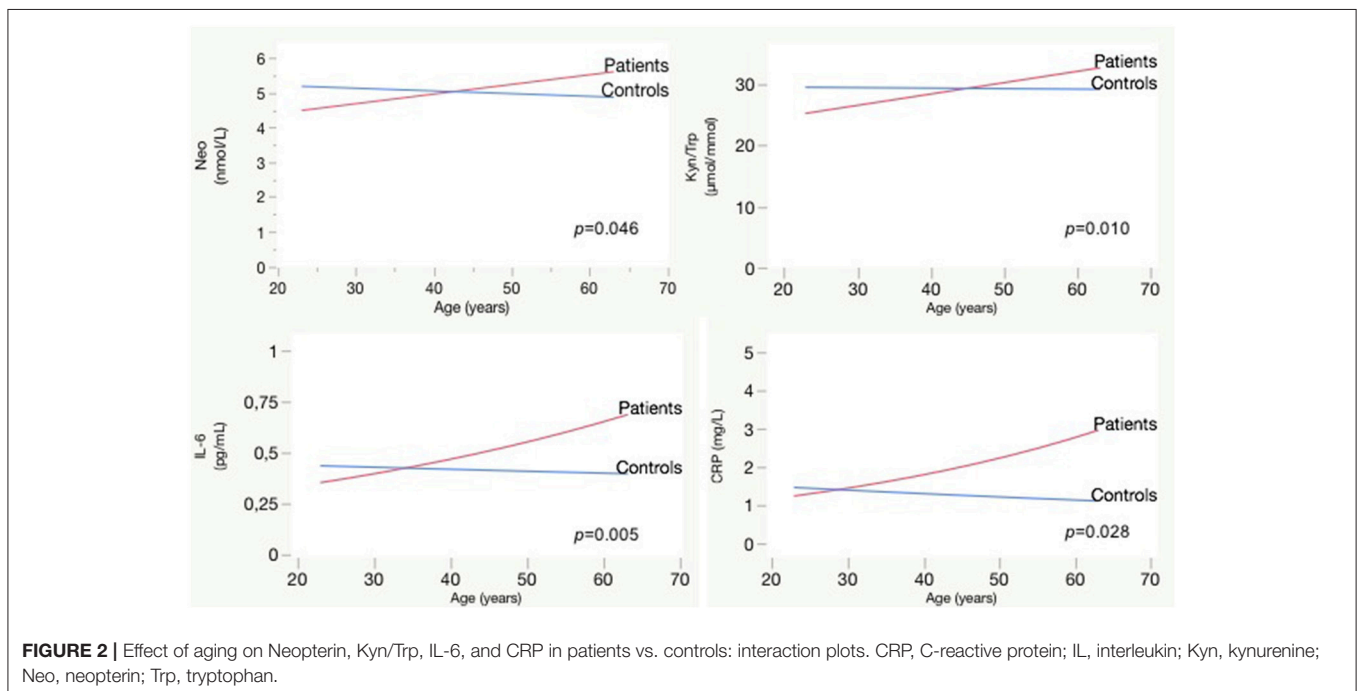 6
5
4
3
2
1
0
Neo
(nmol/L)
Patients
Controls
p=0.046
20 30 40 50 60 70
Age (years)
30
20
10
0
Kyn/Trp
(μmol/mmol)
Patients
Controls
p=0.010
20 30 40 50 60 70
Age (years)
1
0,75
0,5
0,25
0
IL-6
(pg/mL)
Patients
Controls
p=0.005
20 30 40 50 60 70
Age (years)
5
4
3
2
1
0
CRP (mg/L)
Patients
Controls
p=0.028
20 30 40 50 60 70
Age (years)
FIGURE 2 | Effect of aging on Neopterin, Kyn/Trp, IL-6, and CRP in patients vs. controls: interaction plots. CRP, C-reactive protein; IL, interleukin; Kyn, kynurenine;
Neo, neopterin; Trp, tryptophan.